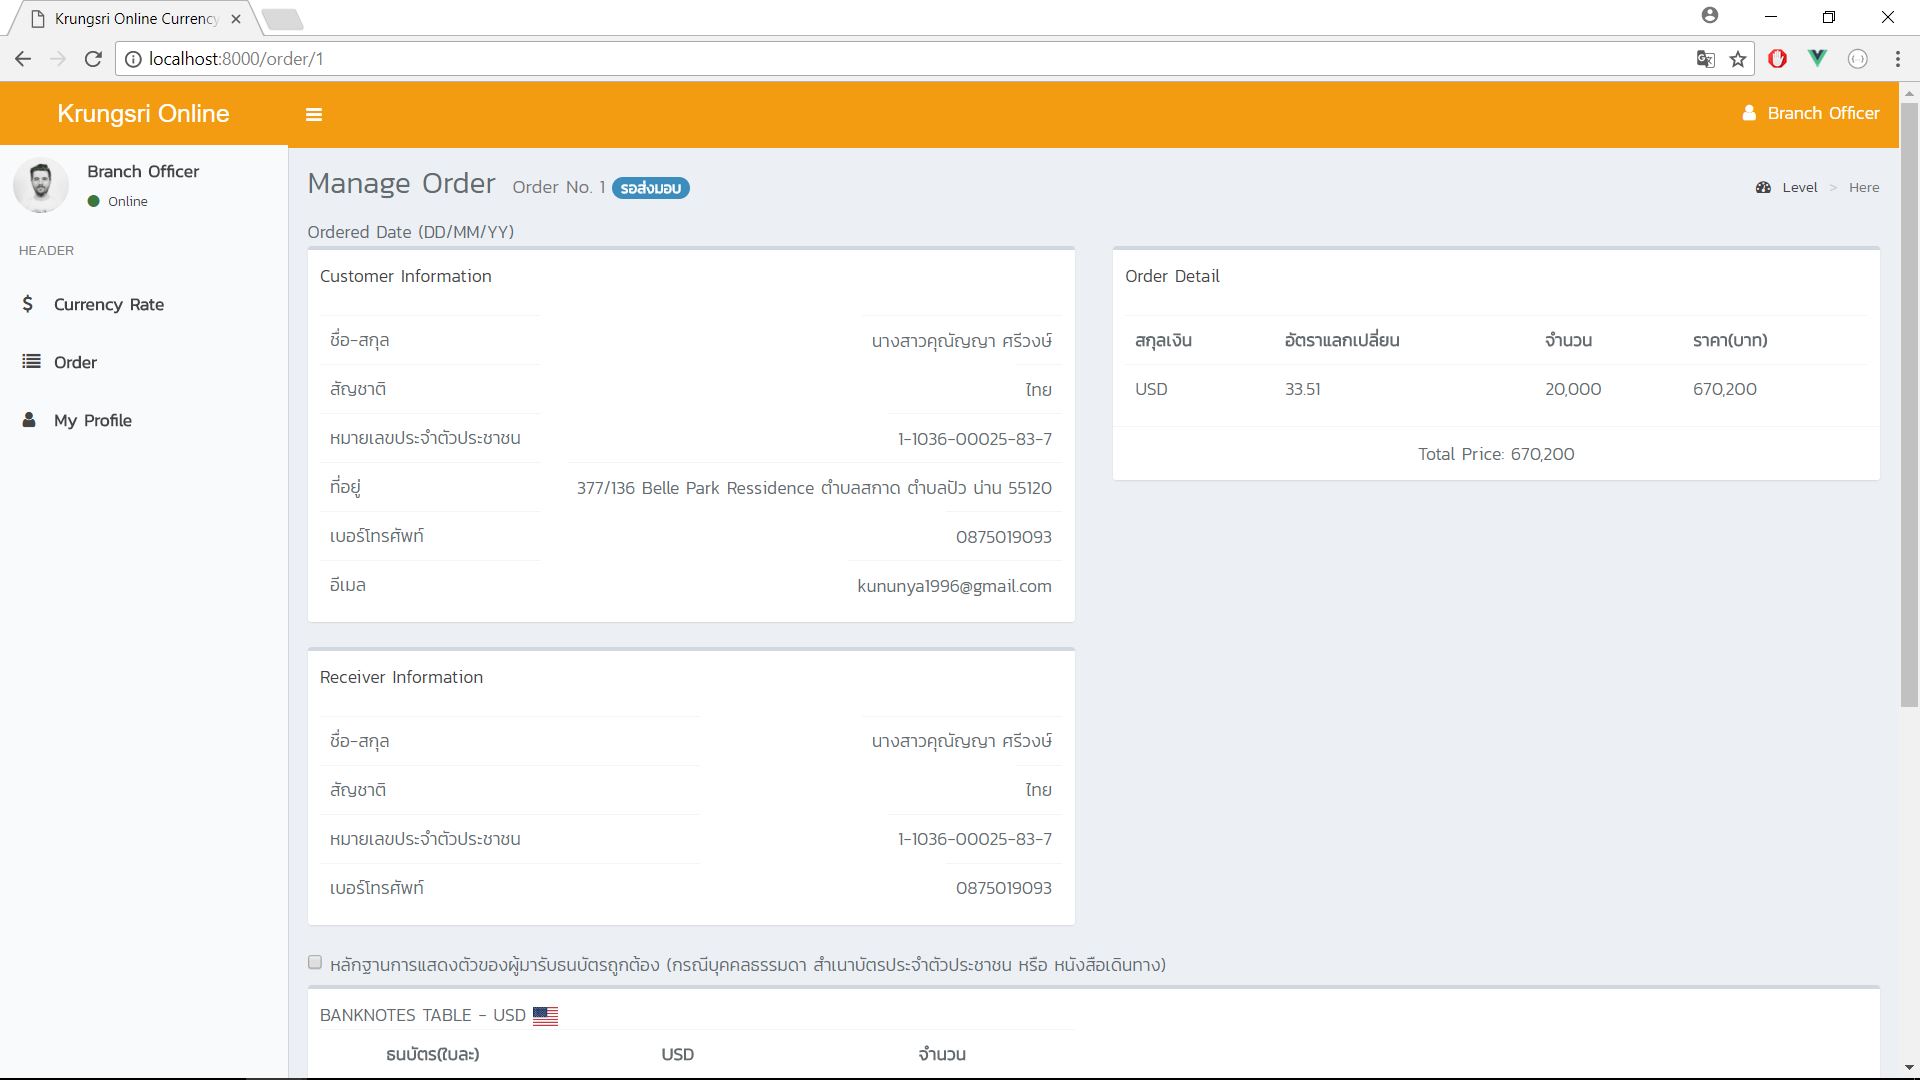 Krungsri Online Currency
localhost:8000/order/1
Krungsri Online
Branch Officer
Branch Officer
Online
HEADER
Currency Rate
Order
My Profile
Manage Order Order No. 1 รอส่งมอบ
Level > Here
Ordered Date (DD/MM/YY)
Customer Information
ชื่อ-สกุล นางสาวคุณัญญา ศรีวงษ์
สัญชาติ ไทย
หมายเลขประจำตัวประชาชน 1-1036-00025-83-7
ที่อยู่ 377/136 Belle Park Ressidence ตำบลสกาด ตำบลปัว น่าน 55120
เบอร์โทรศัพท์ 0875019093
อีเมล kununya1996@gmail.com
Order Detail
สกุลเงิน อัตราแลกเปลี่ยน จำนวน ราคา(บาท)
USD 33.51 20,000 670,200
Total Price: 670,200
Receiver Information
ชื่อ-สกุล นางสาวคุณัญญา ศรีวงษ์
สัญชาติ ไทย
หมายเลขประจำตัวประชาชน 1-1036-00025-83-7
เบอร์โทรศัพท์ 0875019093
หลักฐานการแสดงตัวของผู้มารับธนบัตรถูกต้อง (กรณีบุคคลธรรมดา สำเนาบัตรประจำตัวประชาชน หรือ หนังสือเดินทาง)
BANKNOTES TABLE - USD
ธนบัตร(ใบละ) USD จำนวน